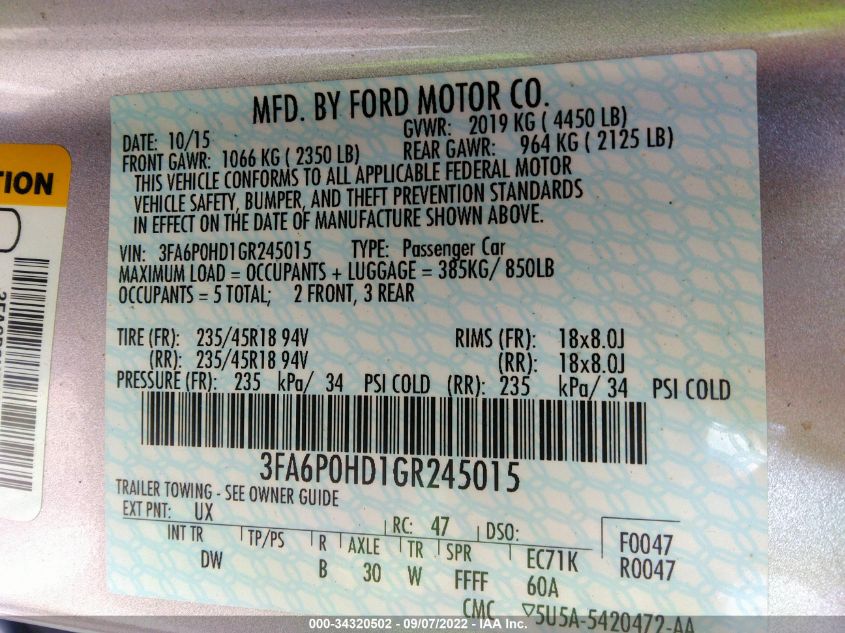 MFD. BY FORD MOTOR CO.
DATE: 10/15 GVWR: 2019 KG ( 4450 LB)
FRONT GAWR: 1066 KG ( 2350 LB) REAR GAWR: 964 KG ( 2125 LB)
THIS VEHICLE CONFORMS TO ALL APPLICABLE FEDERAL MOTOR
VEHICLE SAFETY, BUMPER, AND THEFT PREVENTION STANDARDS
IN EFFECT ON THE DATE OF MANUFACTURE SHOWN ABOVE.
VIN: 3FA6P0HD1GR245015 TYPE: Passenger Car
MAXIMUM LOAD = OCCUPANTS + LUGGAGE = 385KG/ 850LB
OCCUPANTS = 5 TOTAL; 2 FRONT, 3 REAR
TIRE (FR): 235/45R18 94V RIMS (FR): 18x8.0J
(RR): 235/45R18 94V (RR): 18x8.0J
PRESSURE (FR): 235 kPa/ 34 PSI COLD (RR): 235 kPa/ 34 PSI COLD
3FA6P0HD1GR245015
TRAILER TOWING - SEE OWNER GUIDE
EXT PNT: UX RC: 47 DSO: F0047
INT TR TP/PS R AXLE TR SPR EC71K R0047
DW B 30 W FFFF 60A
CMC ▽5U5A-5420472-AA
TION
000-34320502 - 09/07/2022 - IAA Inc.